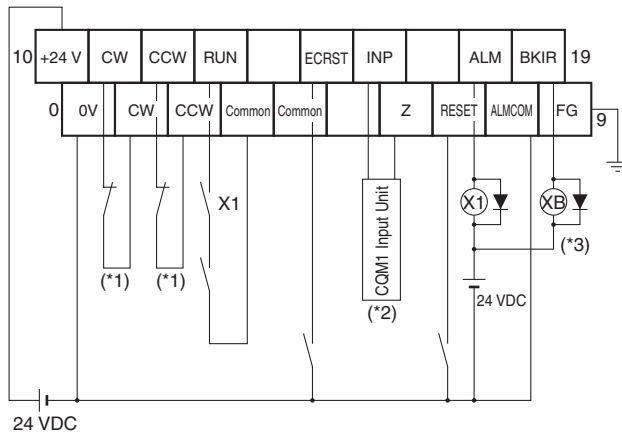 10 +24 V CW CCW RUN ECRST INP ALM BKIR 19
0 0V CW CCW Common Common Z RESET ALMCOM FG 9
X1
X1 XB
CQM1 Input Unit
(*1) (*1) (*2) (*3)
24 VDC
24 VDC